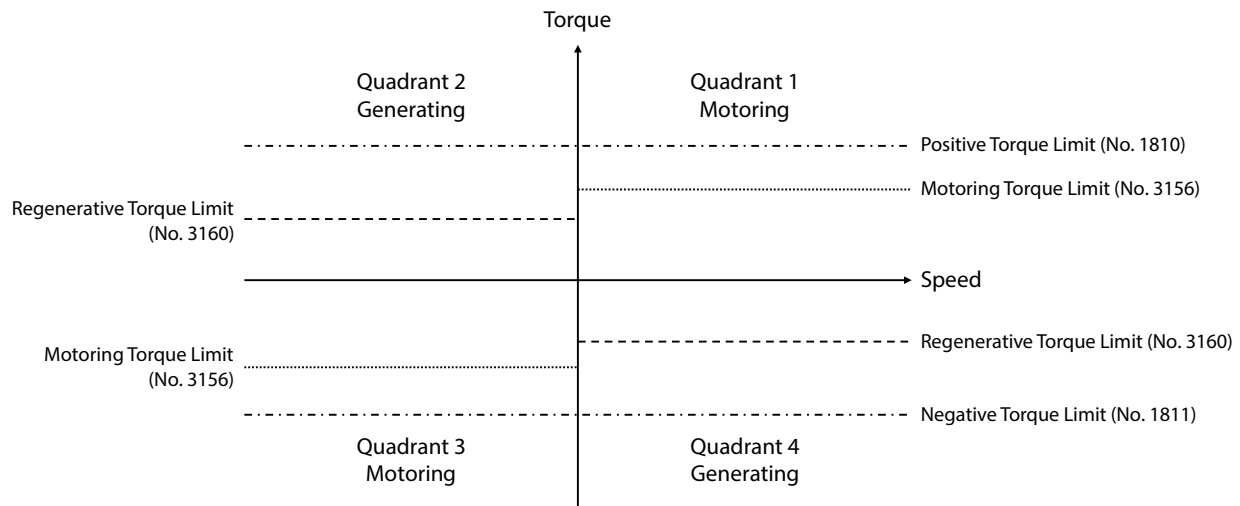 Torque
Quadrant 2
Generating
Quadrant 1
Motoring
Positive Torque Limit (No. 1810)
Motoring Torque Limit (No. 3156)
Regenerative Torque Limit
(No. 3160)
Speed
Regenerative Torque Limit (No. 3160)
Motoring Torque Limit
(No. 3156)
Negative Torque Limit (No. 1811)
Quadrant 3
Motoring
Quadrant 4
Generating